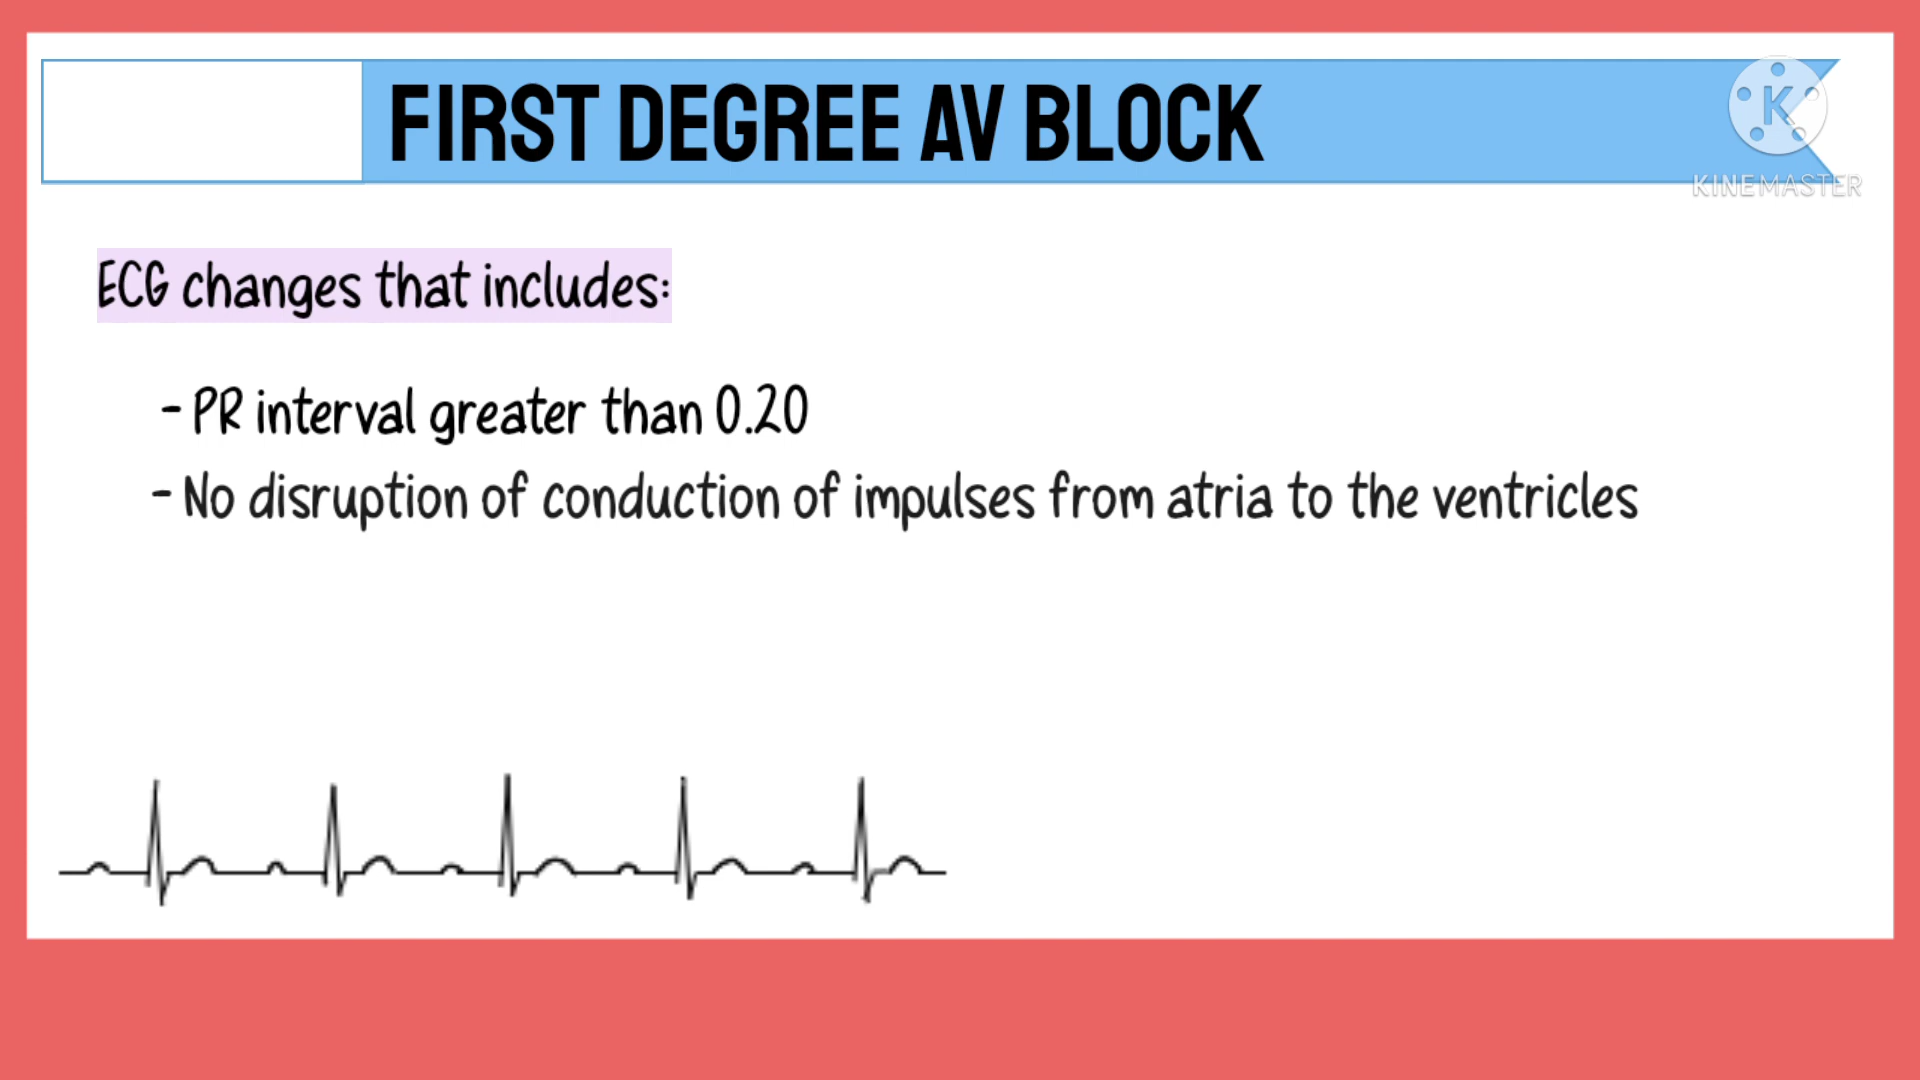 FIRST DEGREE AV BLOCK
K
KINEMASTER
ECG changes that includes:
- PR interval greater than 0.20
- No disruption of conduction of impulses from atria to the ventricles